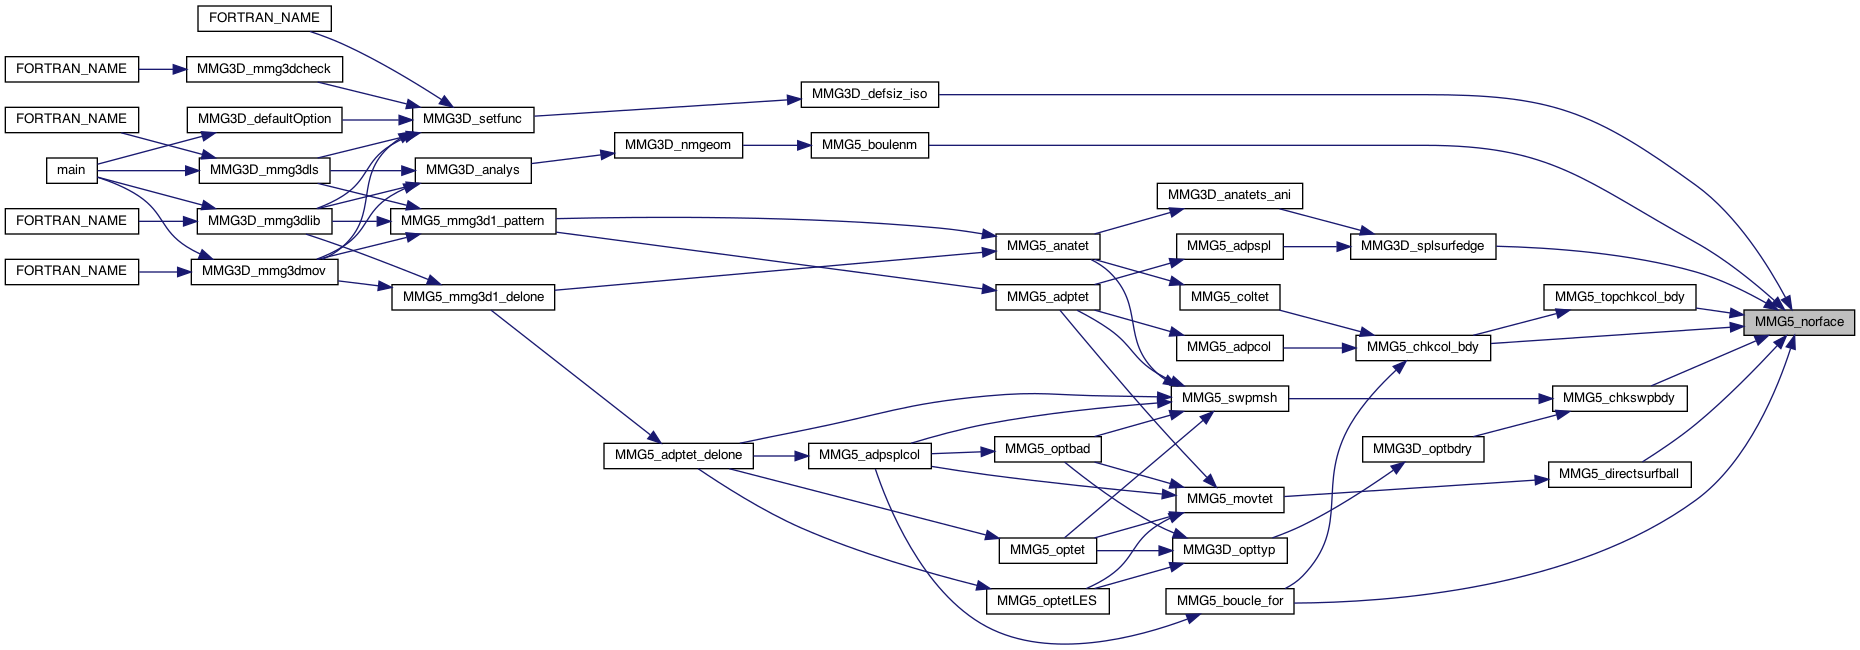 FORTRAN_NAME
FORTRAN_NAME
MMG3D_mmg3dcheck
MMG3D_defsiz_iso
FORTRAN_NAME
MMG3D_defaultOption
MMG3D_setfunc
MMG3D_nmgeom
MMG5_boulenm
main
MMG3D_mmg3dls
MMG3D_analys
MMG3D_anatets_ani
FORTRAN_NAME
MMG3D_mmg3dlib
MMG5_mmg3d1_pattern
MMG5_anatet
MMG5_adpspl
MMG3D_splsurfedge
FORTRAN_NAME
MMG3D_mmg3dmov
MMG5_mmg3d1_delone
MMG5_adptet
MMG5_coltet
MMG5_topchkcol_bdy
MMG5_norface
MMG5_adpcol
MMG5_chkcol_bdy
MMG5_swpmsh
MMG5_chkswpbdy
MMG5_adptet_delone
MMG5_adpsplcol
MMG5_optbad
MMG3D_optbdry
MMG5_directsurfball
MMG5_movtet
MMG5_optet
MMG3D_opttyp
MMG5_optetLES
MMG5_boucle_for